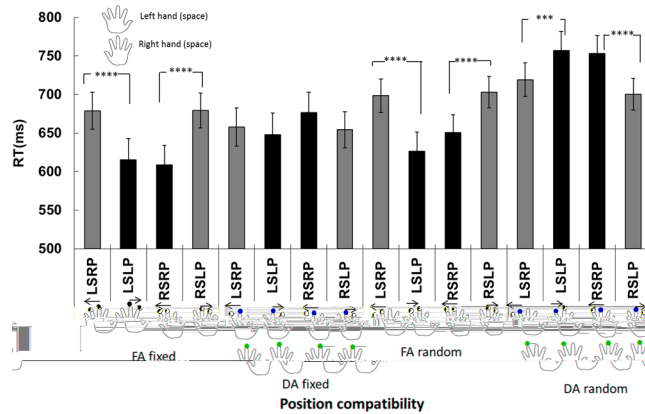 800
Left hand (space)
Right hand (space)
750
***
****
****
****
****
****
700
RT(ms)
650
600
550
500
LSRP
LSLP
RSRP
RSLP
LSRP
LSLP
RSRP
RSLP
LSRP
LSLP
RSRP
RSLP
LSRP
LSLP
RSRP
RSLP
FA fixed
DA fixed
FA random
DA random
Position compatibility